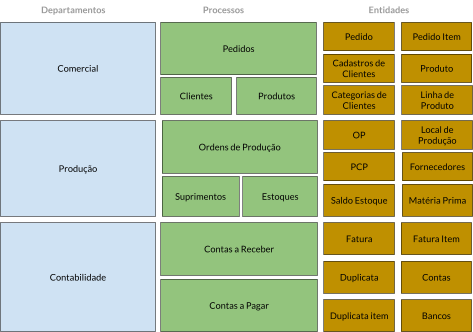 Departamentos
Processos
Entidades
Comercial
Pedidos
Clientes
Produtos
Pedido
Pedido Item
Cadastros de
Clientes
Produto
Categorias de
Clientes
Linha de
Produto
Produção
Ordens de Produção
Suprimentos
Estoques
OP
Local de
Produção
PCP
Fornecedores
Saldo Estoque
Matéria Prima
Contabilidade
Contas a Receber
Contas a Pagar
Fatura
Fatura Item
Duplicata
Contas
Duplicata item
Bancos